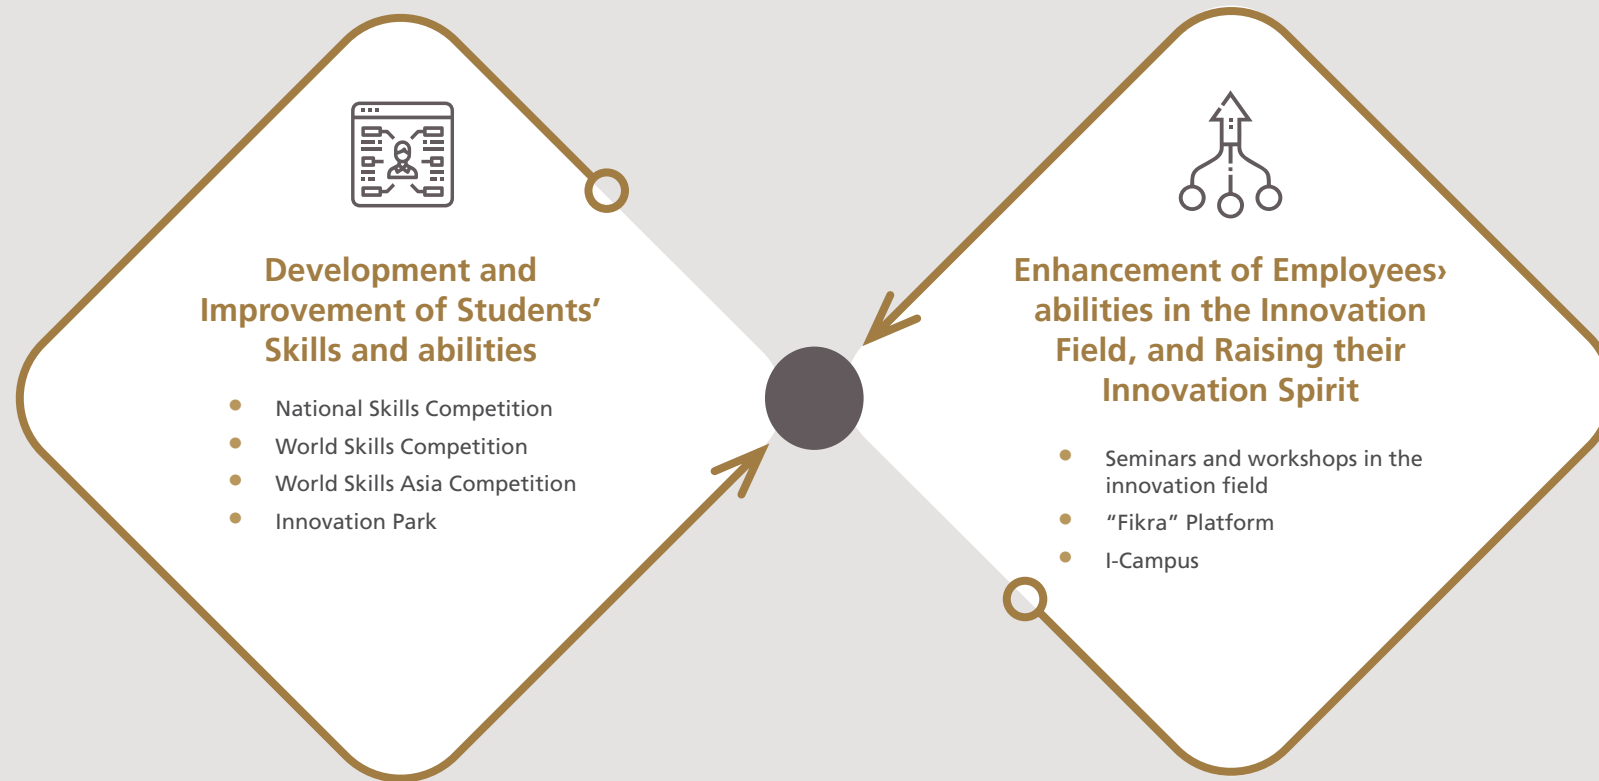 Development and
Improvement of Students’
Skills and abilities
• National Skills Competition
• World Skills Competition
• World Skills Asia Competition
• Innovation Park
Enhancement of Employees›
abilities in the Innovation
Field, and Raising their
Innovation Spirit
• Seminars and workshops in the
innovation field
• “Fikra” Platform
• I-Campus